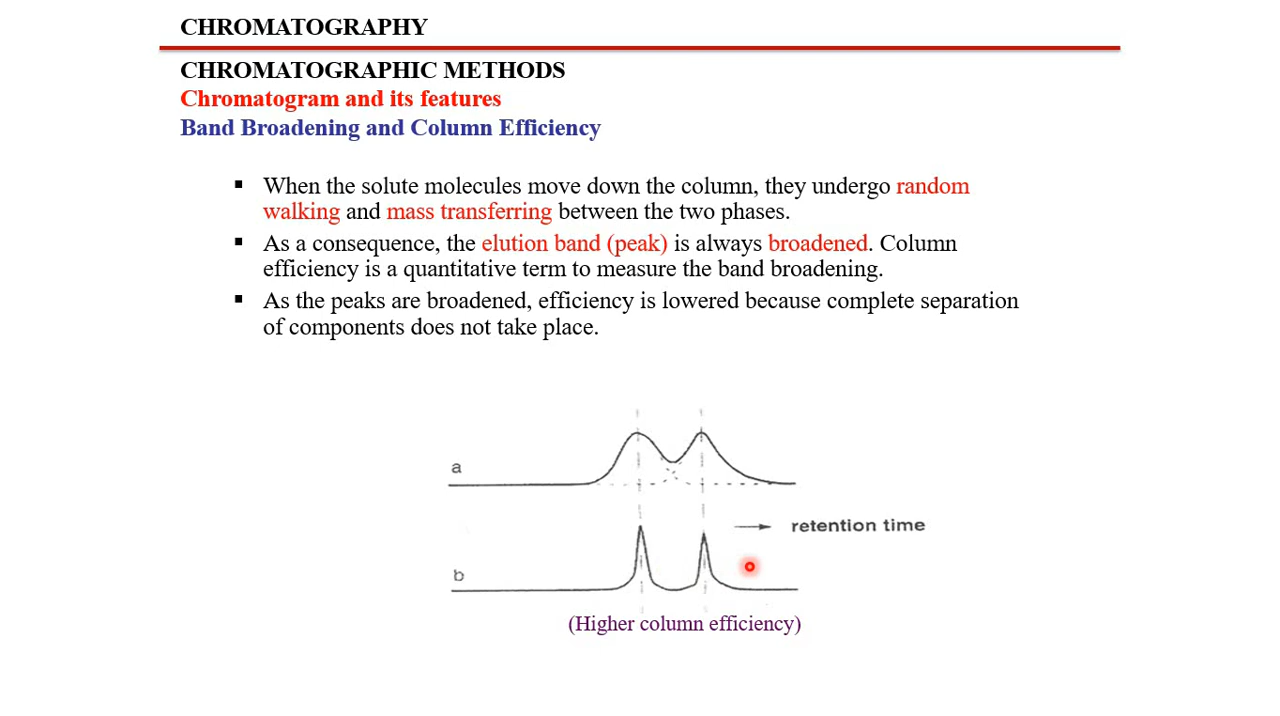 CHROMATOGRAPHY
CHROMATOGRAPHIC METHODS
Chromatogram and its features
Band Broadening and Column Efficiency
▪ When the solute molecules move down the column, they undergo random
walking and mass transferring between the two phases.
▪ As a consequence, the elution band (peak) is always broadened. Column
efficiency is a quantitative term to measure the band broadening.
▪ As the peaks are broadened, efficiency is lowered because complete separation
of components does not take place.
a
retention time
b
(Higher column efficiency)